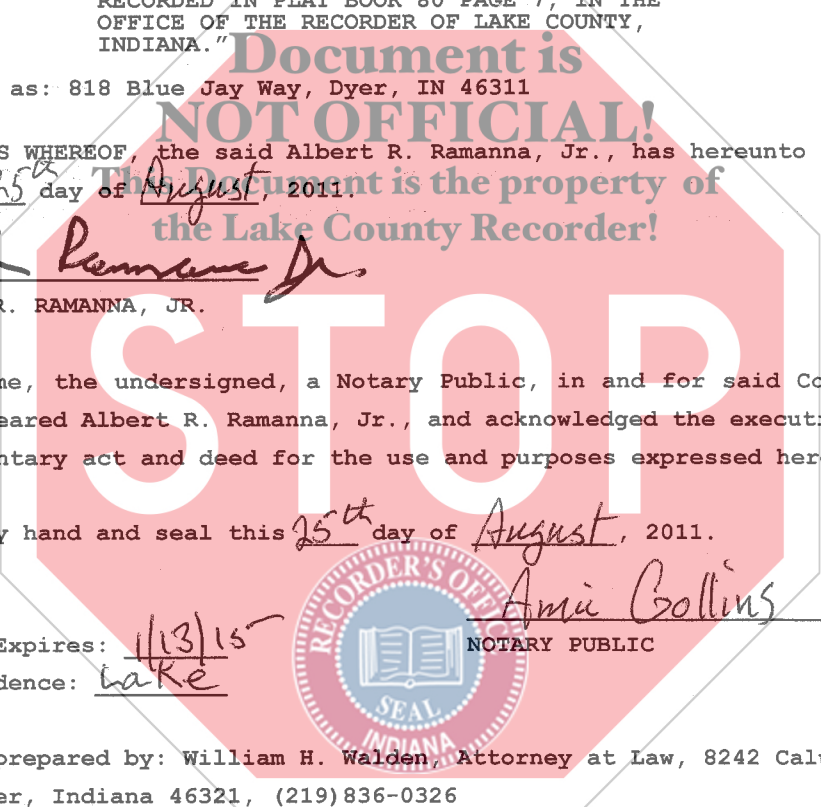 RECORDED IN PLAT BOOK 80 PAGE 7, IN THE
OFFICE OF THE RECORDER OF LAKE COUNTY,
INDIANA."
Document is
as: 818 Blue Jay Way, Dyer, IN 46311
NOT OFFICIAL!
S WHEREOF, the said Albert R. Ramanna, Jr., has hereunto
25th day of August, 2011.
This Document is the property of
the Lake County Recorder!
Ramanna Jr.
R. RAMANNA, JR.
STOP
me, the undersigned, a Notary Public, in and for said Co
eared Albert R. Ramanna, Jr., and acknowledged the executi
ntary act and deed for the use and purposes expressed here
y hand and seal this 25th day of August, 2011.
RECORDER'S OFFICE
Amie Gollins
Expires: 1/13/15
NOTARY PUBLIC
dence: Lake
SEAL
INDIANA
prepared by: William H. Walden, Attorney at Law, 8242 Calu
er, Indiana 46321, (219)836-0326